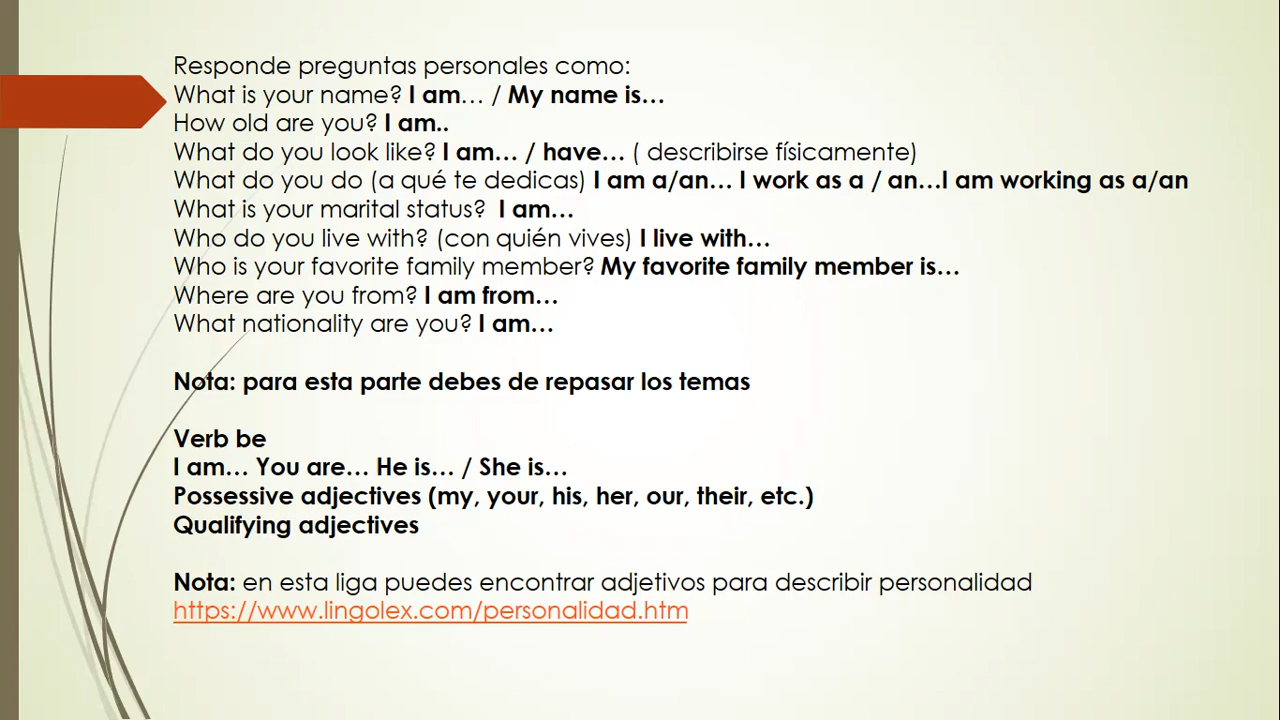 Responde preguntas personales como:
What is your name? I am… / My name is…
How old are you? I am..
What do you look like? I am… / have… ( describirse físicamente)
What do you do (a qué te dedicas) I am a/an… I work as a / an…I am working as a/an
What is your marital status? I am…
Who do you live with? (con quién vives) I live with…
Who is your favorite family member? My favorite family member is…
Where are you from? I am from…
What nationality are you? I am…
Nota: para esta parte debes de repasar los temas
Verb be
I am… You are… He is… / She is…
Possessive adjectives (my, your, his, her, our, their, etc.)
Qualifying adjectives
Nota: en esta liga puedes encontrar adjetivos para describir personalidad
https://www.lingolex.com/personalidad.htm